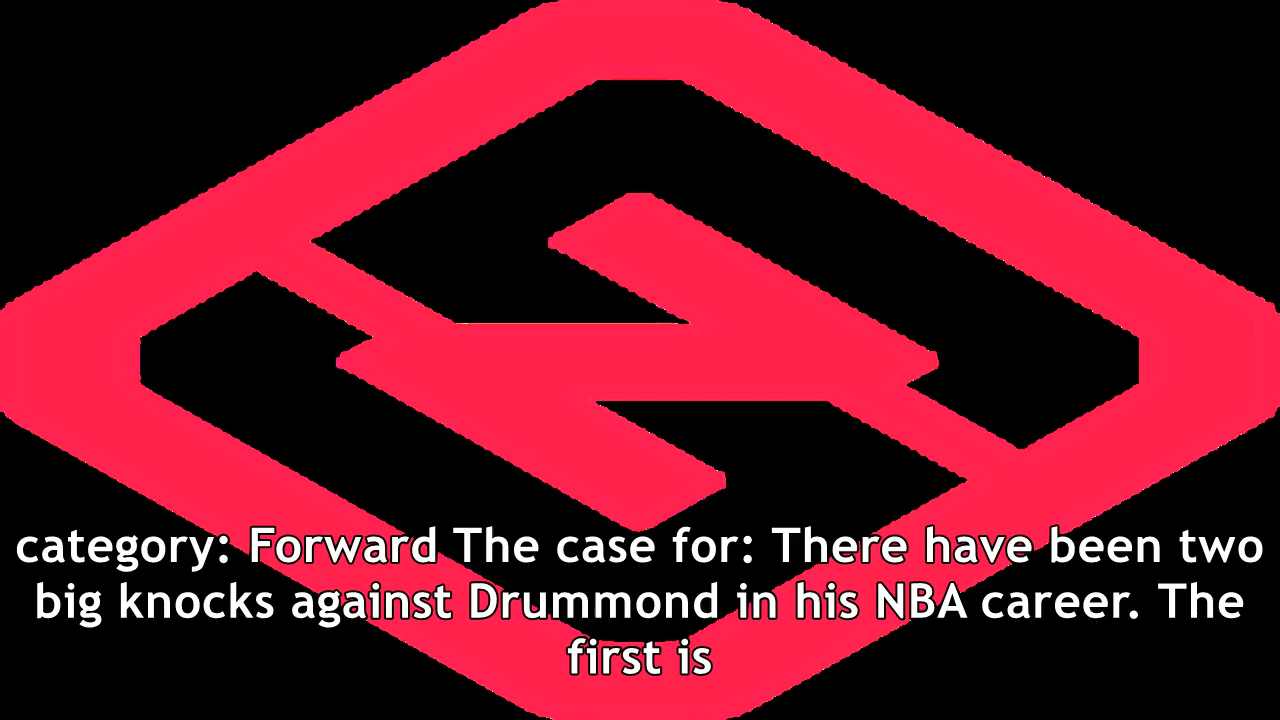 category: Forward The case for: There have been two
big knocks against Drummond in his NBA career. The
first is